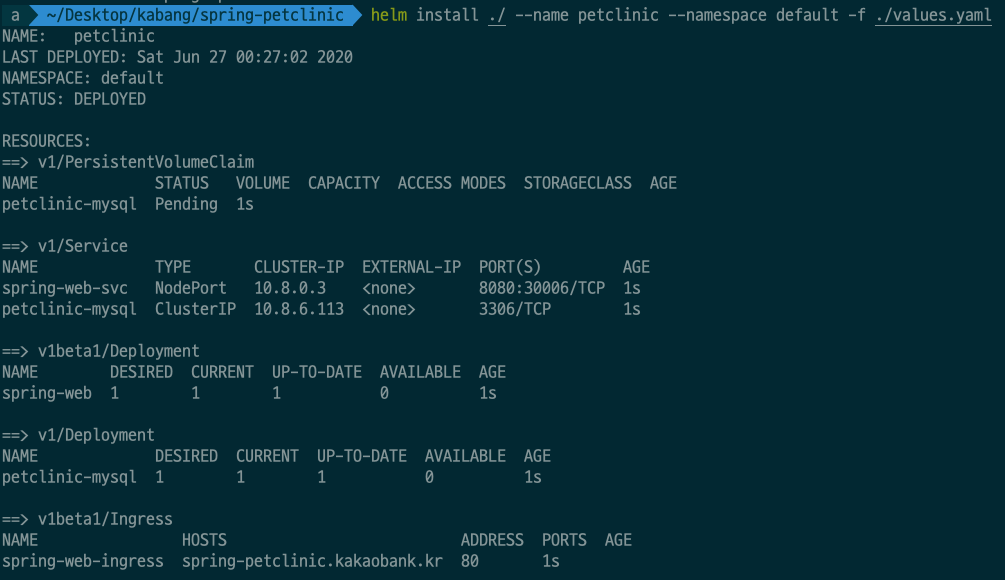 a ~/Desktop/kabang/spring-petclinic helm install ./ --name petclinic --namespace default -f ./values.yaml
NAME:   petclinic
LAST DEPLOYED: Sat Jun 27 00:27:02 2020
NAMESPACE: default
STATUS: DEPLOYED
RESOURCES:
==> v1/PersistentVolumeClaim
NAME             STATUS   VOLUME  CAPACITY  ACCESS MODES  STORAGECLASS  AGE
petclinic-mysql  Pending  1s
==> v1/Service
NAME             TYPE       CLUSTER-IP  EXTERNAL-IP  PORT(S)         AGE
spring-web-svc   NodePort   10.8.0.3    <none>       8080:30006/TCP  1s
petclinic-mysql  ClusterIP  10.8.6.113  <none>       3306/TCP        1s
==> v1beta1/Deployment
NAME        DESIRED  CURRENT  UP-TO-DATE  AVAILABLE  AGE
spring-web  1        1        1           0          1s
==> v1/Deployment
NAME             DESIRED  CURRENT  UP-TO-DATE  AVAILABLE  AGE
petclinic-mysql  1        1        1           0          1s
==> v1beta1/Ingress
NAME                HOSTS                          ADDRESS  PORTS  AGE
spring-web-ingress  spring-petclinic.kakaobank.kr  80       1s